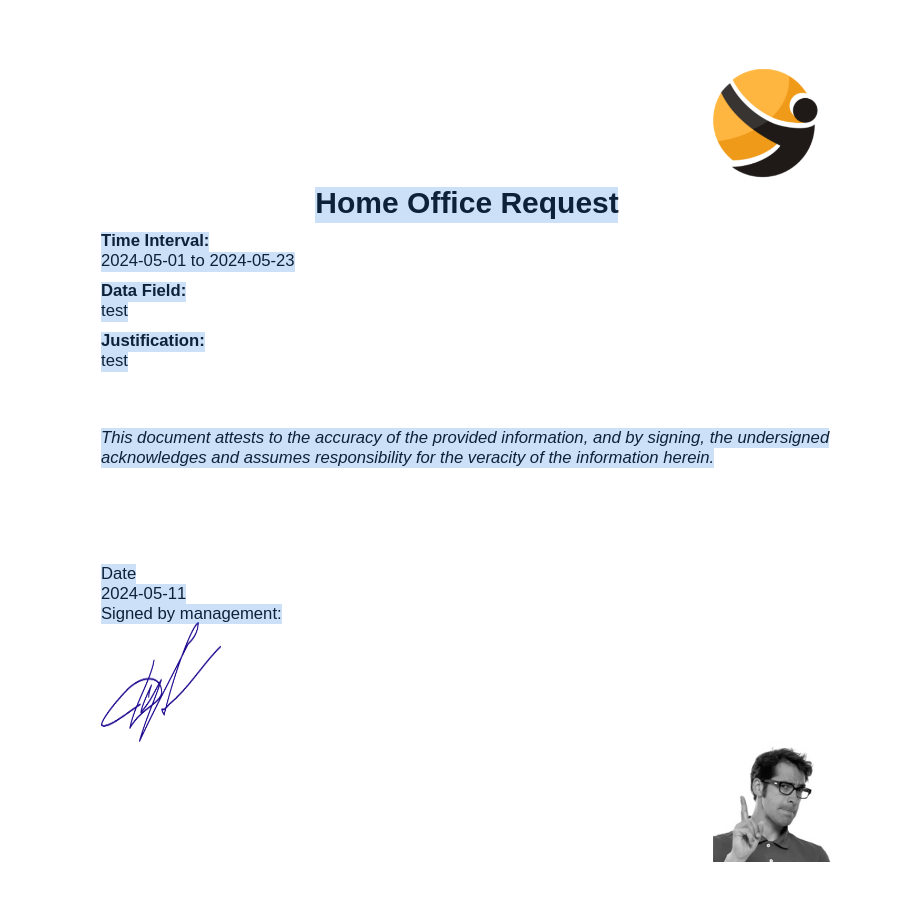 Home Office Request
Time Interval:
2024-05-01 to 2024-05-23
Data Field:
test
Justification:
test
This document attests to the accuracy of the provided information, and by signing, the undersigned
acknowledges and assumes responsibility for the veracity of the information herein.
Date
2024-05-11
Signed by management: